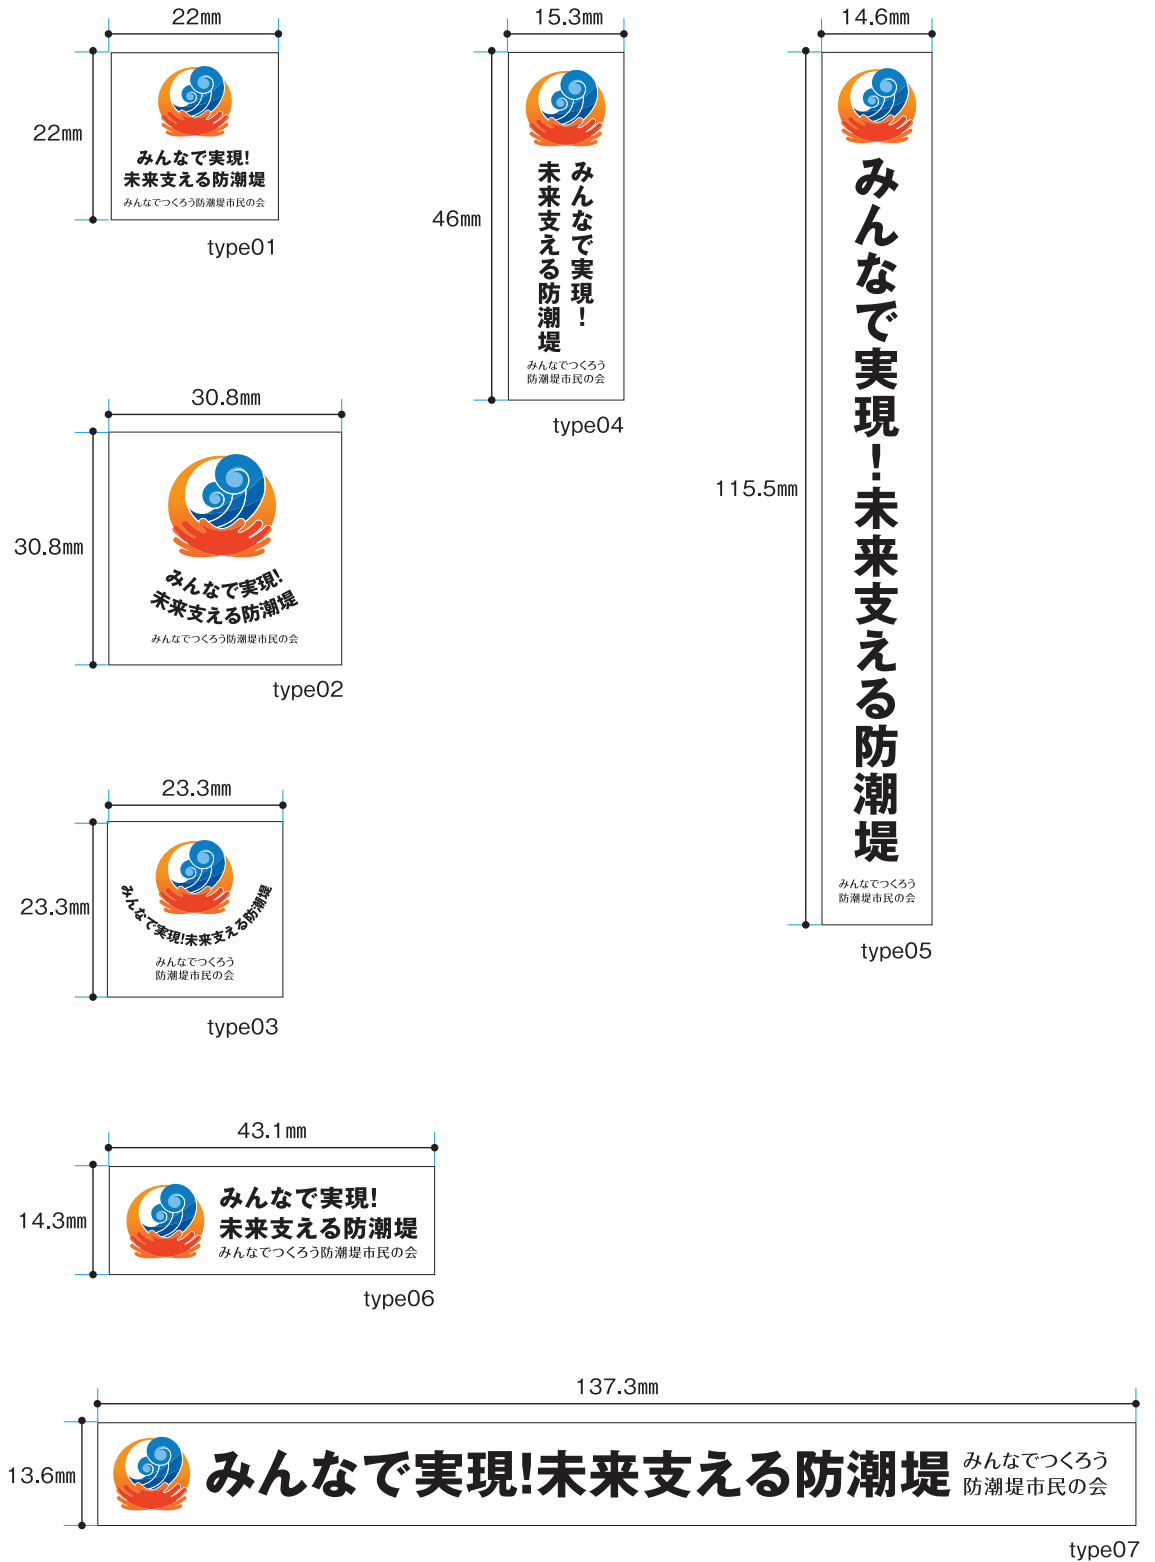 22mm
22mm
みんなで実現!
未来支える防潮堤
みんなでつくろう防潮堤市民の会
type01
30.8mm
30.8mm
みんなで実現!
未来支える防潮堤
みんなでつくろう防潮堤市民の会
type02
23.3mm
23.3mm
みんなで実現!未来支える防潮堤
みんなでつくろう
防潮堤市民の会
type03
15.3mm
46mm
みんなで実現!
未来支える防潮堤
みんなでつくろう
防潮堤市民の会
type04
14.6mm
115.5mm
みんなで実現!未来支える防潮堤
みんなでつくろう
防潮堤市民の会
type05
43.1mm
14.3mm
みんなで実現!
未来支える防潮堤
みんなでつくろう防潮堤市民の会
type06
137.3mm
13.6mm
みんなで実現!未来支える防潮堤
みんなでつくろう
防潮堤市民の会
type07